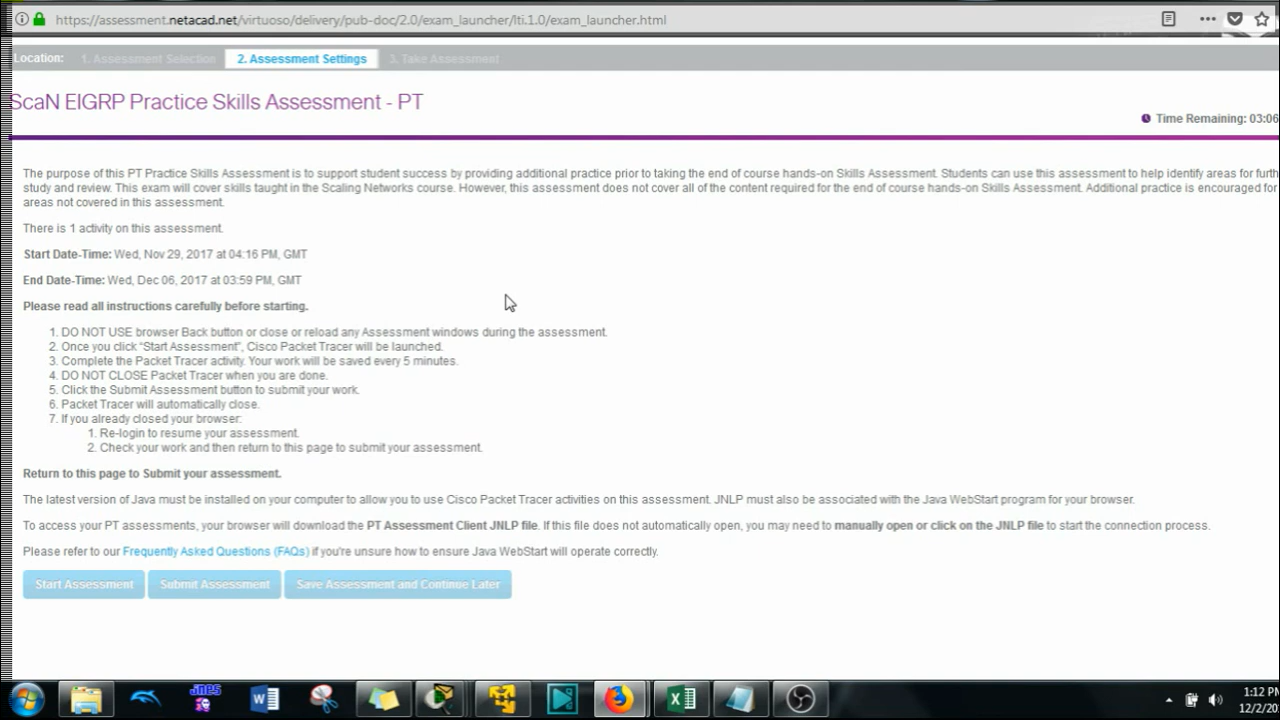 https://assessment.netacad.net/virtuoso/delivery/pub-doc/2.0/exam_launcher/lti.1.0/exam_launcher.html
Location: 1. Assessment Selection 2. Assessment Settings 3. Take Assessment
ScaN EIGRP Practice Skills Assessment - PT
Time Remaining: 03:06
The purpose of this PT Practice Skills Assessment is to support student success by providing additional practice prior to taking the end of course hands-on Skills Assessment. Students can use this assessment to help identify areas for furth
study and review. This exam will cover skills taught in the Scaling Networks course. However, this assessment does not cover all of the content required for the end of course hands-on Skills Assessment. Additional practice is encouraged for
areas not covered in this assessment.
There is 1 activity on this assessment.
Start Date-Time: Wed, Nov 29, 2017 at 04:16 PM, GMT
End Date-Time: Wed, Dec 06, 2017 at 03:59 PM, GMT
Please read all instructions carefully before starting.
1. DO NOT USE browser Back button or close or reload any Assessment windows during the assessment.
2. Once you click “Start Assessment”, Cisco Packet Tracer will be launched.
3. Complete the Packet Tracer activity. Your work will be saved every 5 minutes.
4. DO NOT CLOSE Packet Tracer when you are done.
5. Click the Submit Assessment button to submit your work.
6. Packet Tracer will automatically close.
7. If you already closed your browser:
1. Re-login to resume your assessment.
2. Check your work and then return to this page to submit your assessment.
Return to this page to Submit your assessment.
The latest version of Java must be installed on your computer to allow you to use Cisco Packet Tracer activities on this assessment. JNLP must also be associated with the Java WebStart program for your browser.
To access your PT assessments, your browser will download the PT Assessment Client JNLP file. If this file does not automatically open, you may need to manually open or click on the JNLP file to start the connection process.
Please refer to our Frequently Asked Questions (FAQs) if you're unsure how to ensure Java WebStart will operate correctly.
Start Assessment Submit Assessment Save Assessment and Continue Later
jnes
1:12 PM
12/2/20